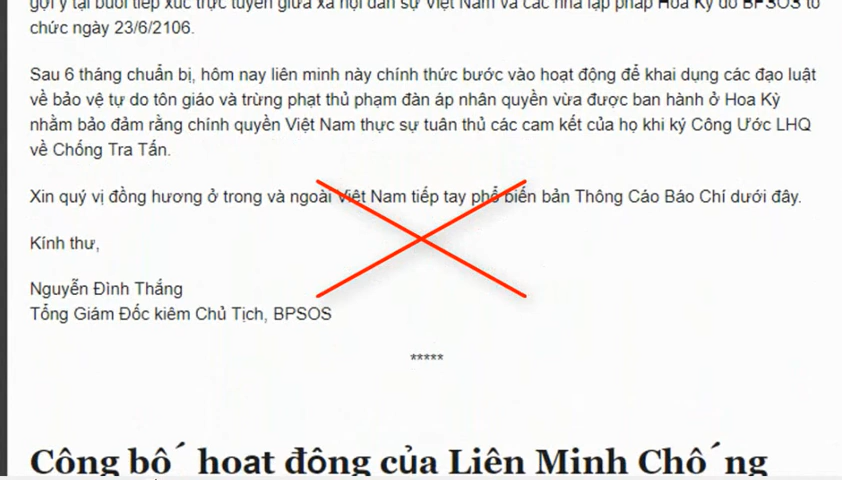 gợi ý tại buổi tiếp xúc trực tuyến giữa xã hội dân sự Việt Nam và các nhà lập pháp Hoa Kỳ do BPSOS tổ
chức ngày 23/6/2106.
Sau 6 tháng chuẩn bị, hôm nay liên minh này chính thức bước vào hoạt động để khai dụng các đạo luật
về bảo vệ tự do tôn giáo và trừng phạt thủ phạm đàn áp nhân quyền vừa được ban hành ở Hoa Kỳ
nhằm bảo đảm rằng chính quyền Việt Nam thực sự tuân thủ các cam kết của họ khi ký Công Ước LHQ
về Chống Tra Tấn.
Xin quý vị đồng hương ở trong và ngoài Việt Nam tiếp tay phổ biến bản Thông Cáo Báo Chí dưới đây.
Kính thư,
Nguyễn Đình Thắng
Tổng Giám Đốc kiêm Chủ Tịch, BPSOS
*****
Công bố hoạt động của Liên Minh Chống